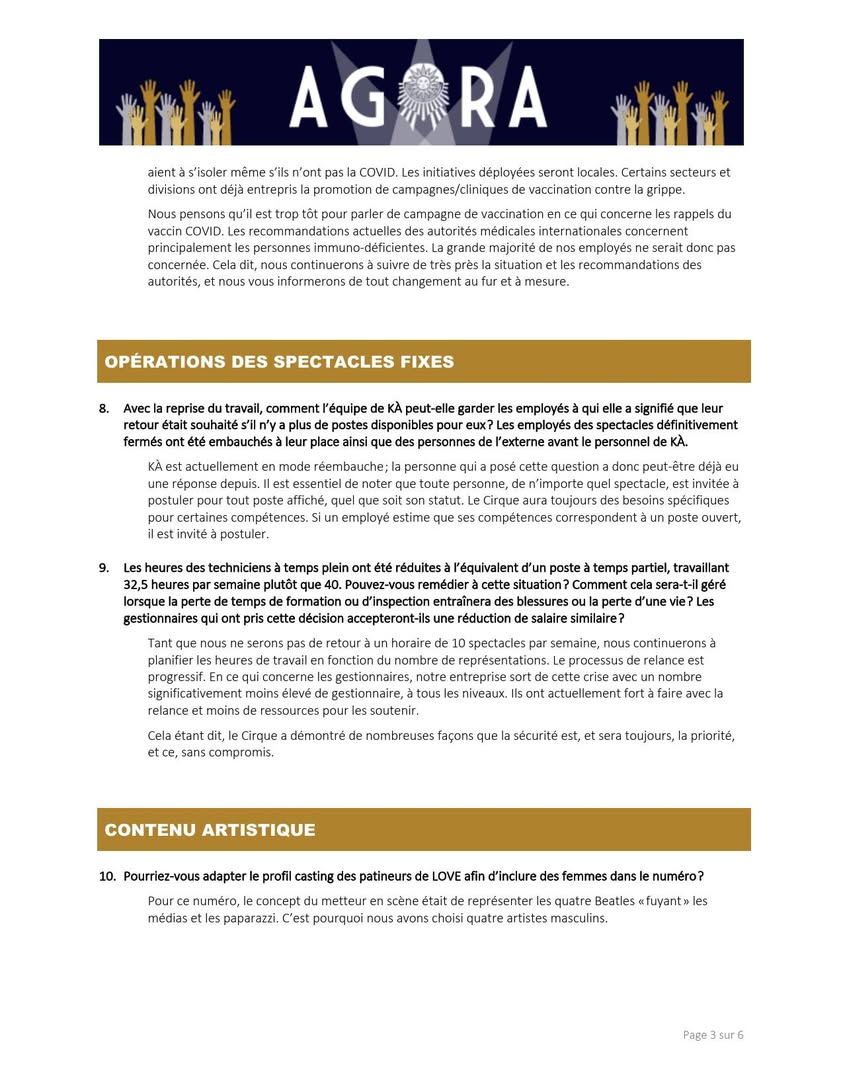 AGORA
aient à s’isoler même s’ils n’ont pas la COVID. Les initiatives déployées seront locales. Certains secteurs et
divisions ont déjà entrepris la promotion de campagnes/cliniques de vaccination contre la grippe.
Nous pensons qu’il est trop tôt pour parler de campagne de vaccination en ce qui concerne les rappels du
vaccin COVID. Les recommandations actuelles des autorités médicales internationales concernent
principalement les personnes immuno-déficientes. La grande majorité de nos employés ne serait donc pas
concernée. Cela dit, nous continuerons à suivre de très près la situation et les recommandations des
autorités, et nous vous informerons de tout changement au fur et à mesure.
OPÉRATIONS DES SPECTACLES FIXES
8. Avec la reprise du travail, comment l’équipe de KÀ peut-elle garder les employés à qui elle a signifié que leur
retour était souhaité s’il n’y a plus de postes disponibles pour eux ? Les employés des spectacles définitivement
fermés ont été embauchés à leur place ainsi que des personnes de l’externe avant le personnel de KÀ.
KÀ est actuellement en mode réembauche ; la personne qui a posé cette question a donc peut-être déjà eu
une réponse depuis. Il est essentiel de noter que toute personne, de n’importe quel spectacle, est invitée à
postuler pour tout poste affiché, quel que soit son statut. Le Cirque aura toujours des besoins spécifiques
pour certaines compétences. Si un employé estime que ses compétences correspondent à un poste ouvert,
il est invité à postuler.
9. Les heures des techniciens à temps plein ont été réduites à l’équivalent d’un poste à temps partiel, travaillant
32,5 heures par semaine plutôt que 40. Pouvez-vous remédier à cette situation ? Comment cela sera-t-il géré
lorsque la perte de temps de formation ou d’inspection entraînera des blessures ou la perte d’une vie ? Les
gestionnaires qui ont pris cette décision accepteront-ils une réduction de salaire similaire ?
Tant que nous ne serons pas de retour à un horaire de 10 spectacles par semaine, nous continuerons à
planifier les heures de travail en fonction du nombre de représentations. Le processus de relance est
progressif. En ce qui concerne les gestionnaires, notre entreprise sort de cette crise avec un nombre
significativement moins élevé de gestionnaire, à tous les niveaux. Ils ont actuellement fort à faire avec la
relance et moins de ressources pour les soutenir.
Cela étant dit, le Cirque a démontré de nombreuses façons que la sécurité est, et sera toujours, la priorité,
et ce, sans compromis.
CONTENU ARTISTIQUE
10. Pourriez-vous adapter le profil casting des patineurs de LOVE afin d’inclure des femmes dans le numéro ?
Pour ce numéro, le concept du metteur en scène était de représenter les quatre Beatles « fuyant » les
médias et les paparazzi. C’est pourquoi nous avons choisi quatre artistes masculins.
Page 3 sur 6